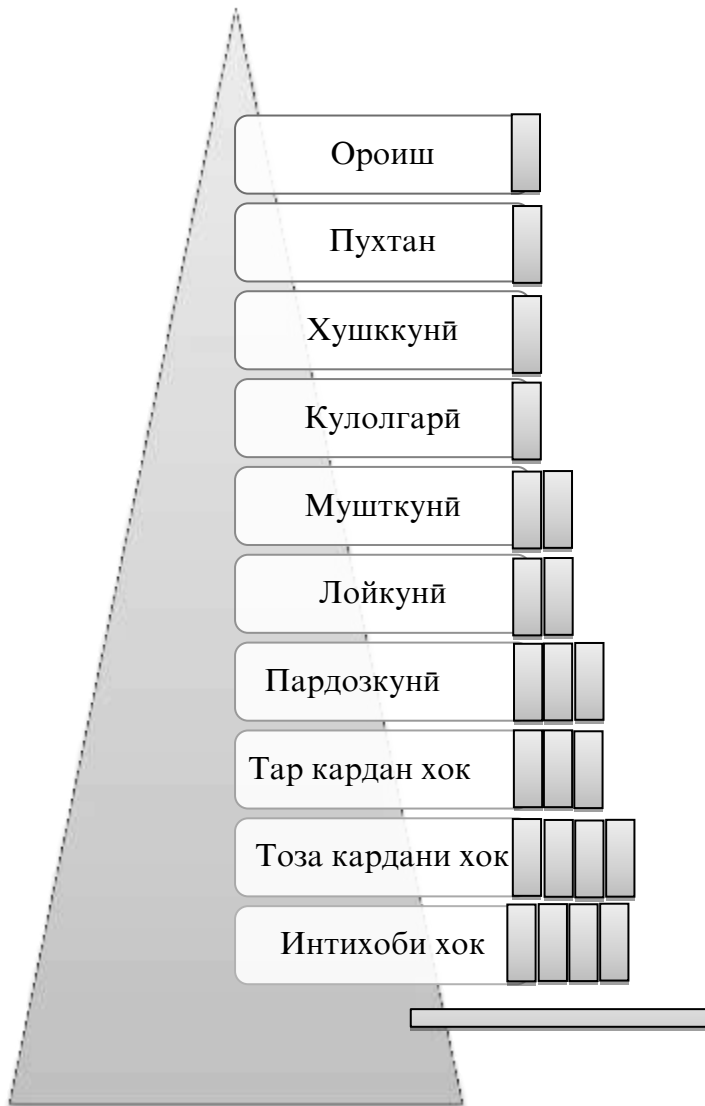 Ороиш
Пухтан
Хушккунӣ
Кулолгарӣ
Мушткунӣ
Лойкунӣ
Пардозкунӣ
Тар кардан хок
Тоза кардани хок
Интихоби хок